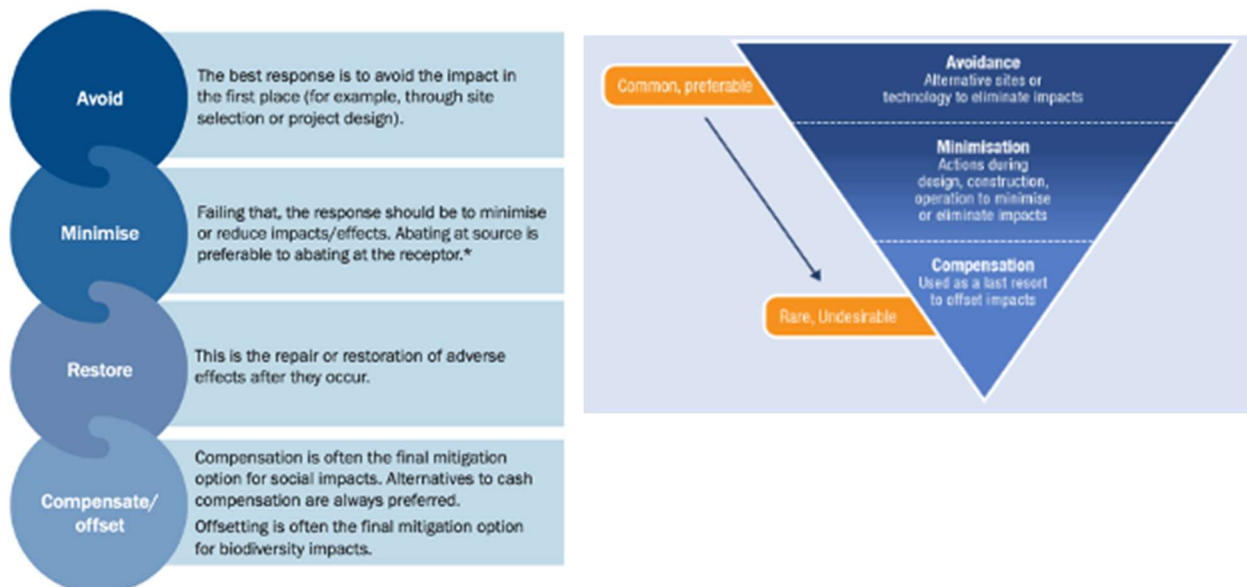 Avoid
The best response is to avoid the impact in
the first place (for example, through site
selection or project design).
Minimise
Failing that, the response should be to minimise
or reduce impacts/effects. Abating at source is
preferable to abating at the receptor.*
Restore
This is the repair or restoration of adverse
effects after they occur.
Compensate/
offset
Compensation is often the final mitigation
option for social impacts. Alternatives to cash
compensation are always preferred.
Offsetting is often the final mitigation option
for biodiversity impacts.
Common, preferable
Avoidance
Alternative sites or
technology to eliminate impacts
Minimisation
Actions during
design, construction,
operation to minimise
or eliminate impacts
Rare, Undesirable
Compensation
Used as a last resort
to offset impacts